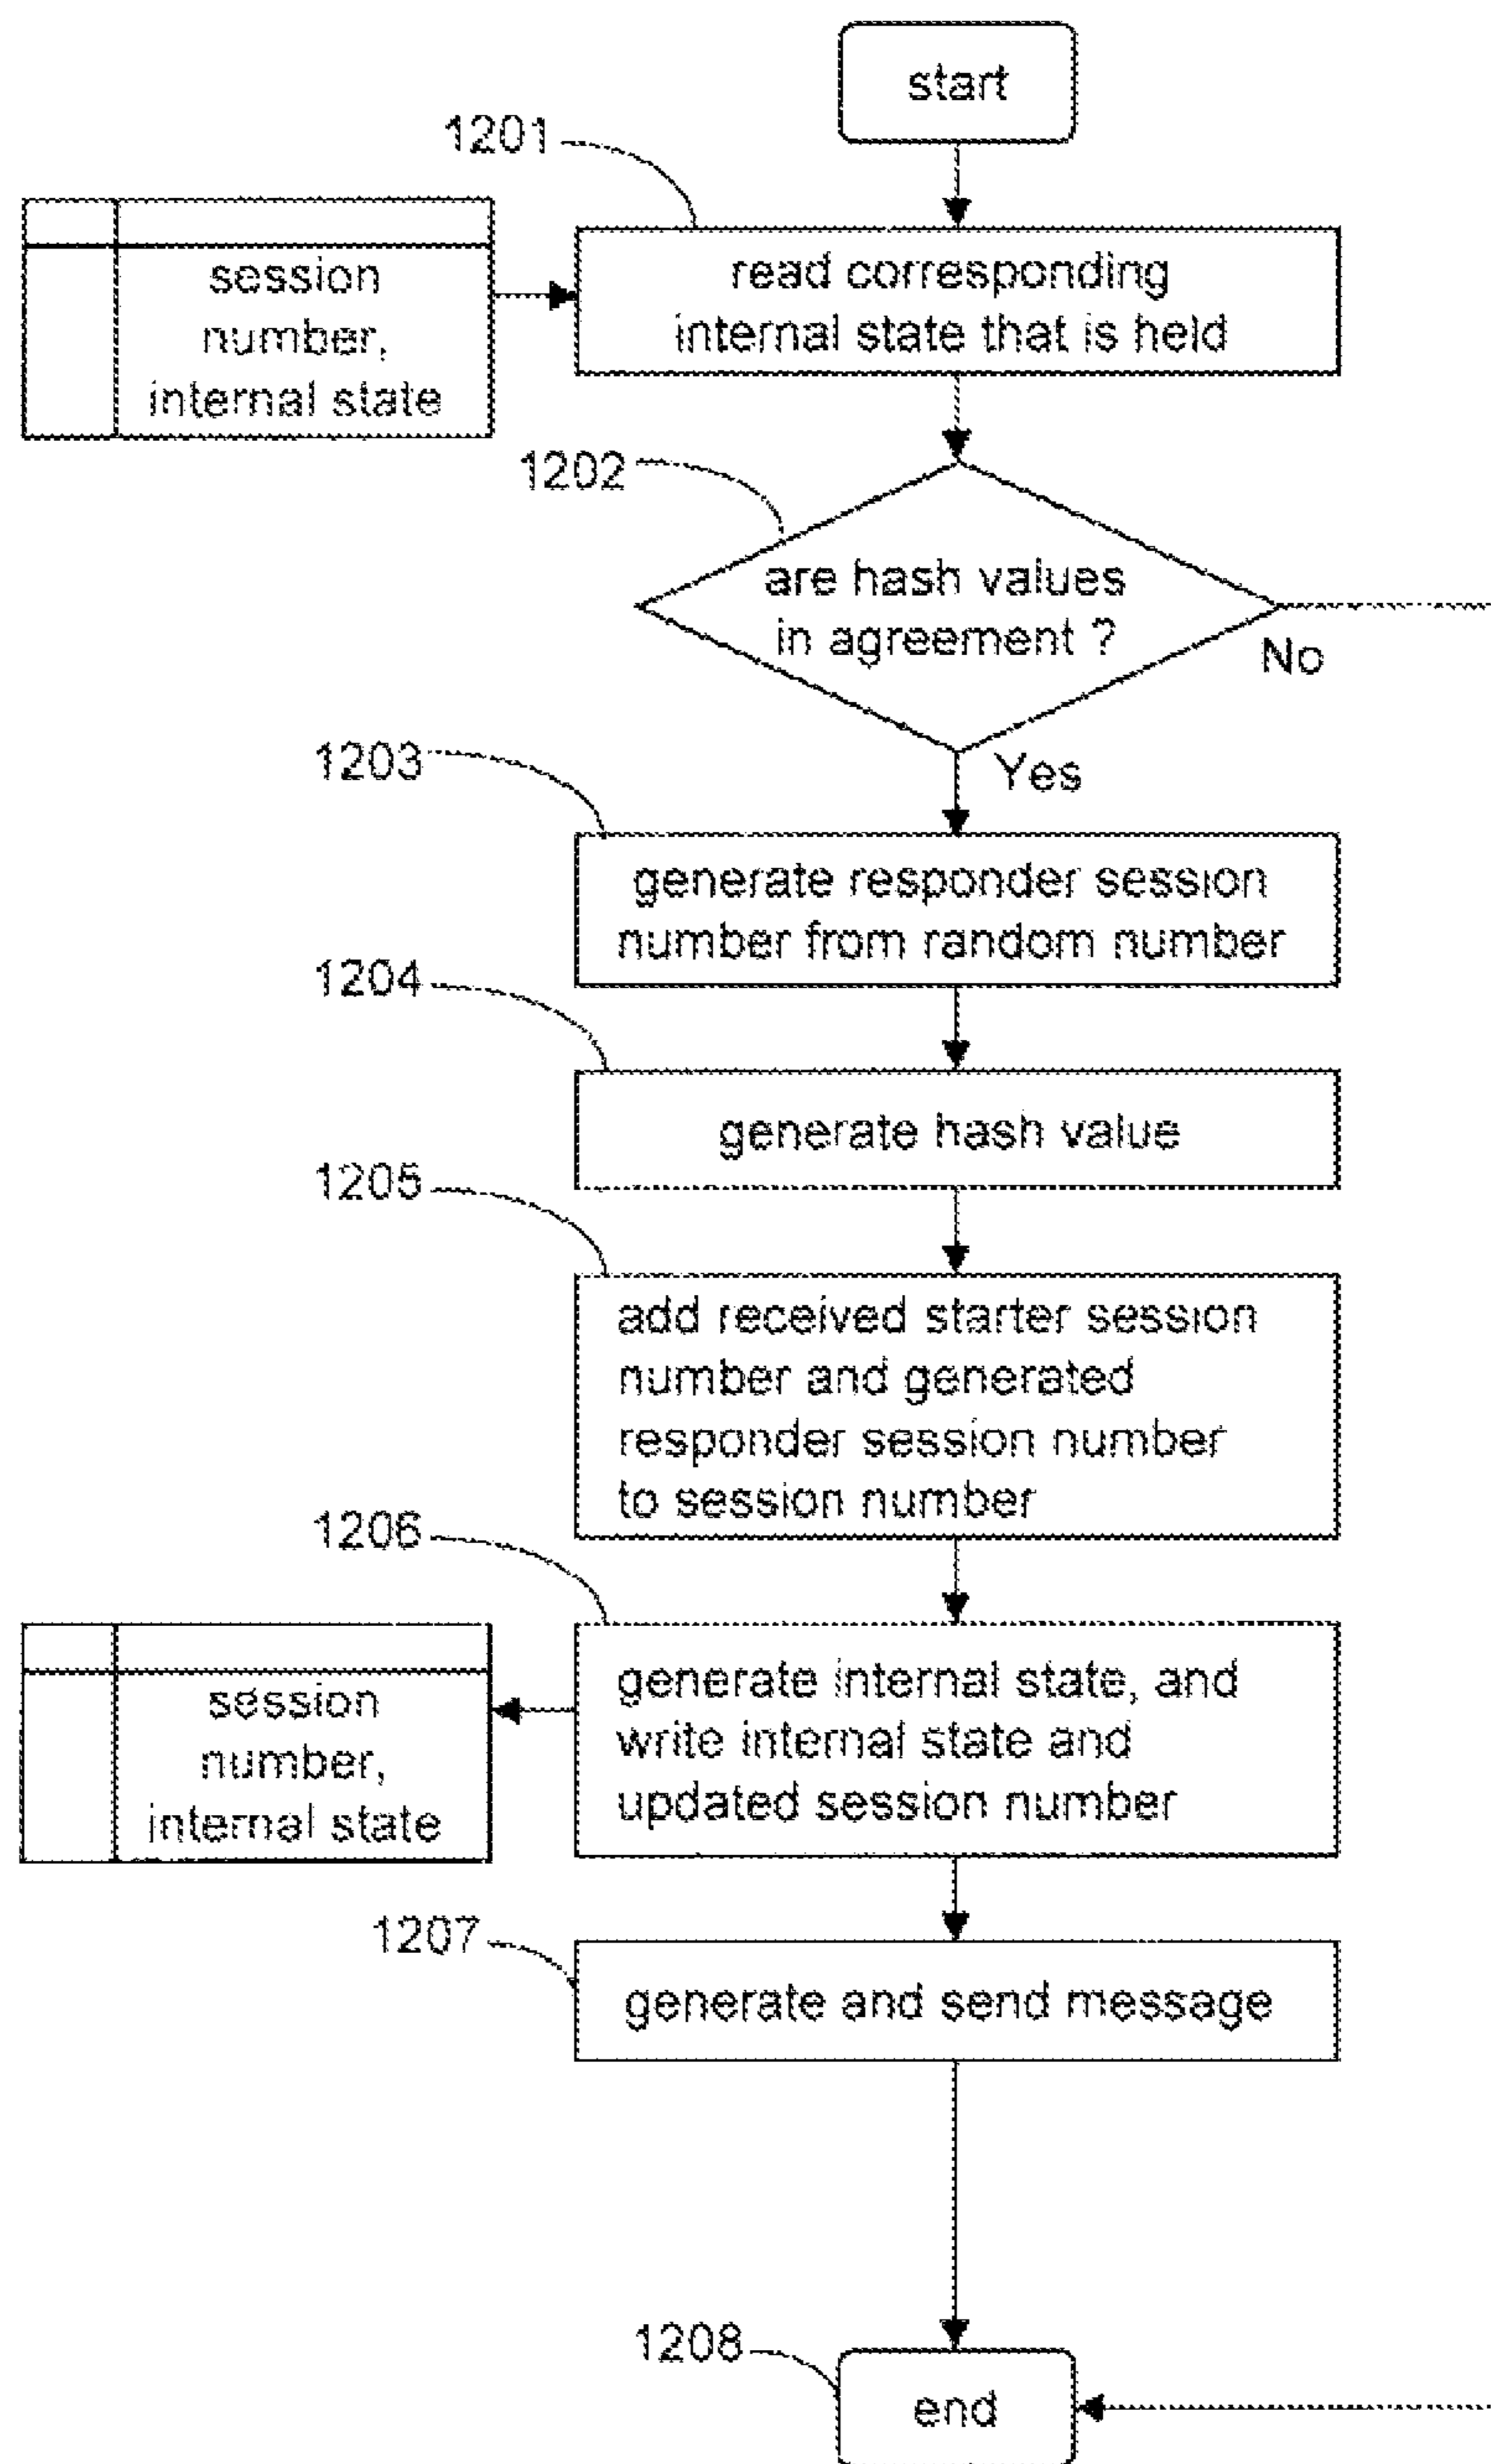 start
1201
session
number,
internal state
read corresponding
internal state that is held
1202
are hash values
in agreement ?
No
Yes
1203
generate responder session
number from random number
1204
generate hash value
1205
add received starter session
number and generated
responder session number
to session number
1206
session
number,
internal state
generate internal state, and
write internal state and
updated session number
1207
generate and send message
1208
end